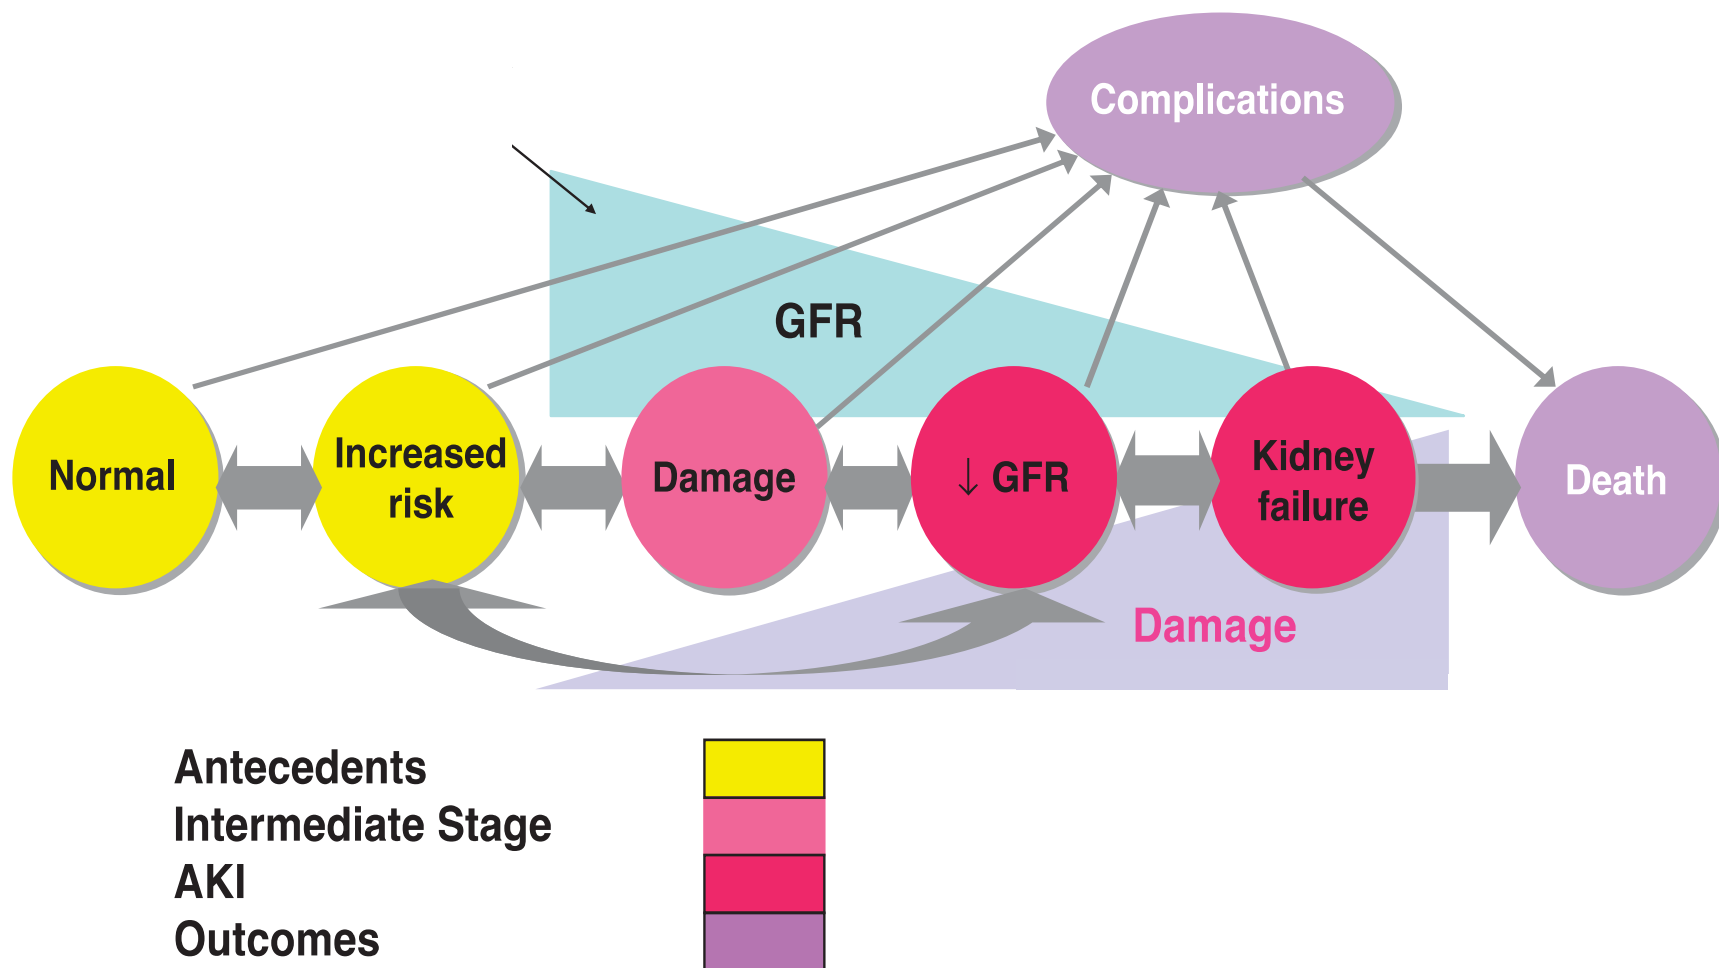 Complications
GFR
Normal
Increased
risk
Damage
↓ GFR
Kidney
failure
Death
Damage
Antecedents
Intermediate Stage
AKI
Outcomes